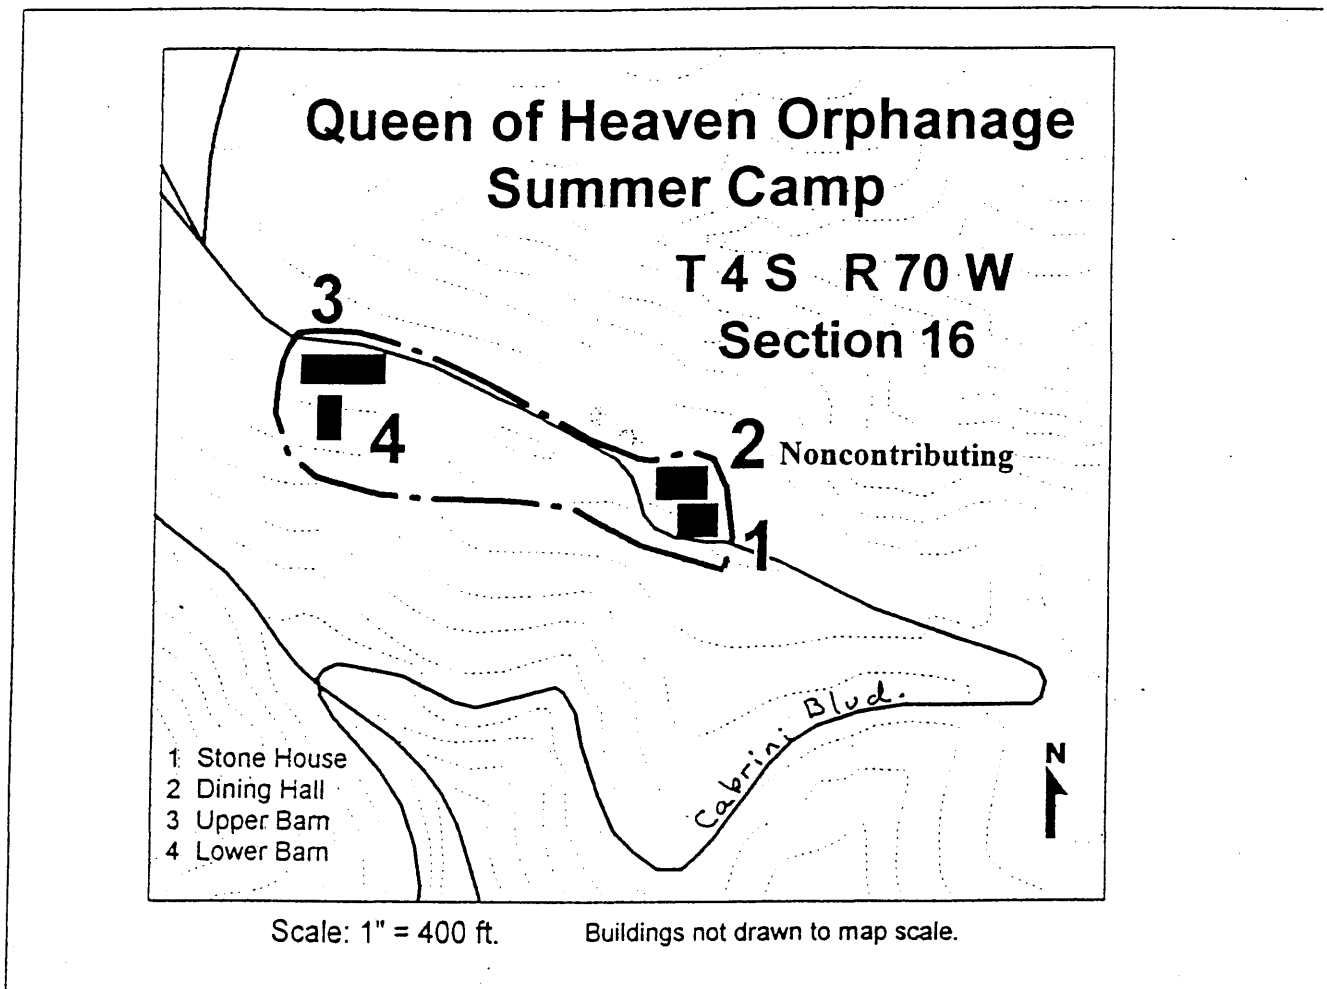 Queen of Heaven Orphanage
Summer Camp
T 4 S R 70 W
Section 16
3
4
2 Noncontributing
1
Cabrini Blvd.
N
1 Stone House
2 Dining Hall
3 Upper Barn
4 Lower Barn
Scale: 1" = 400 ft.
Buildings not drawn to map scale.